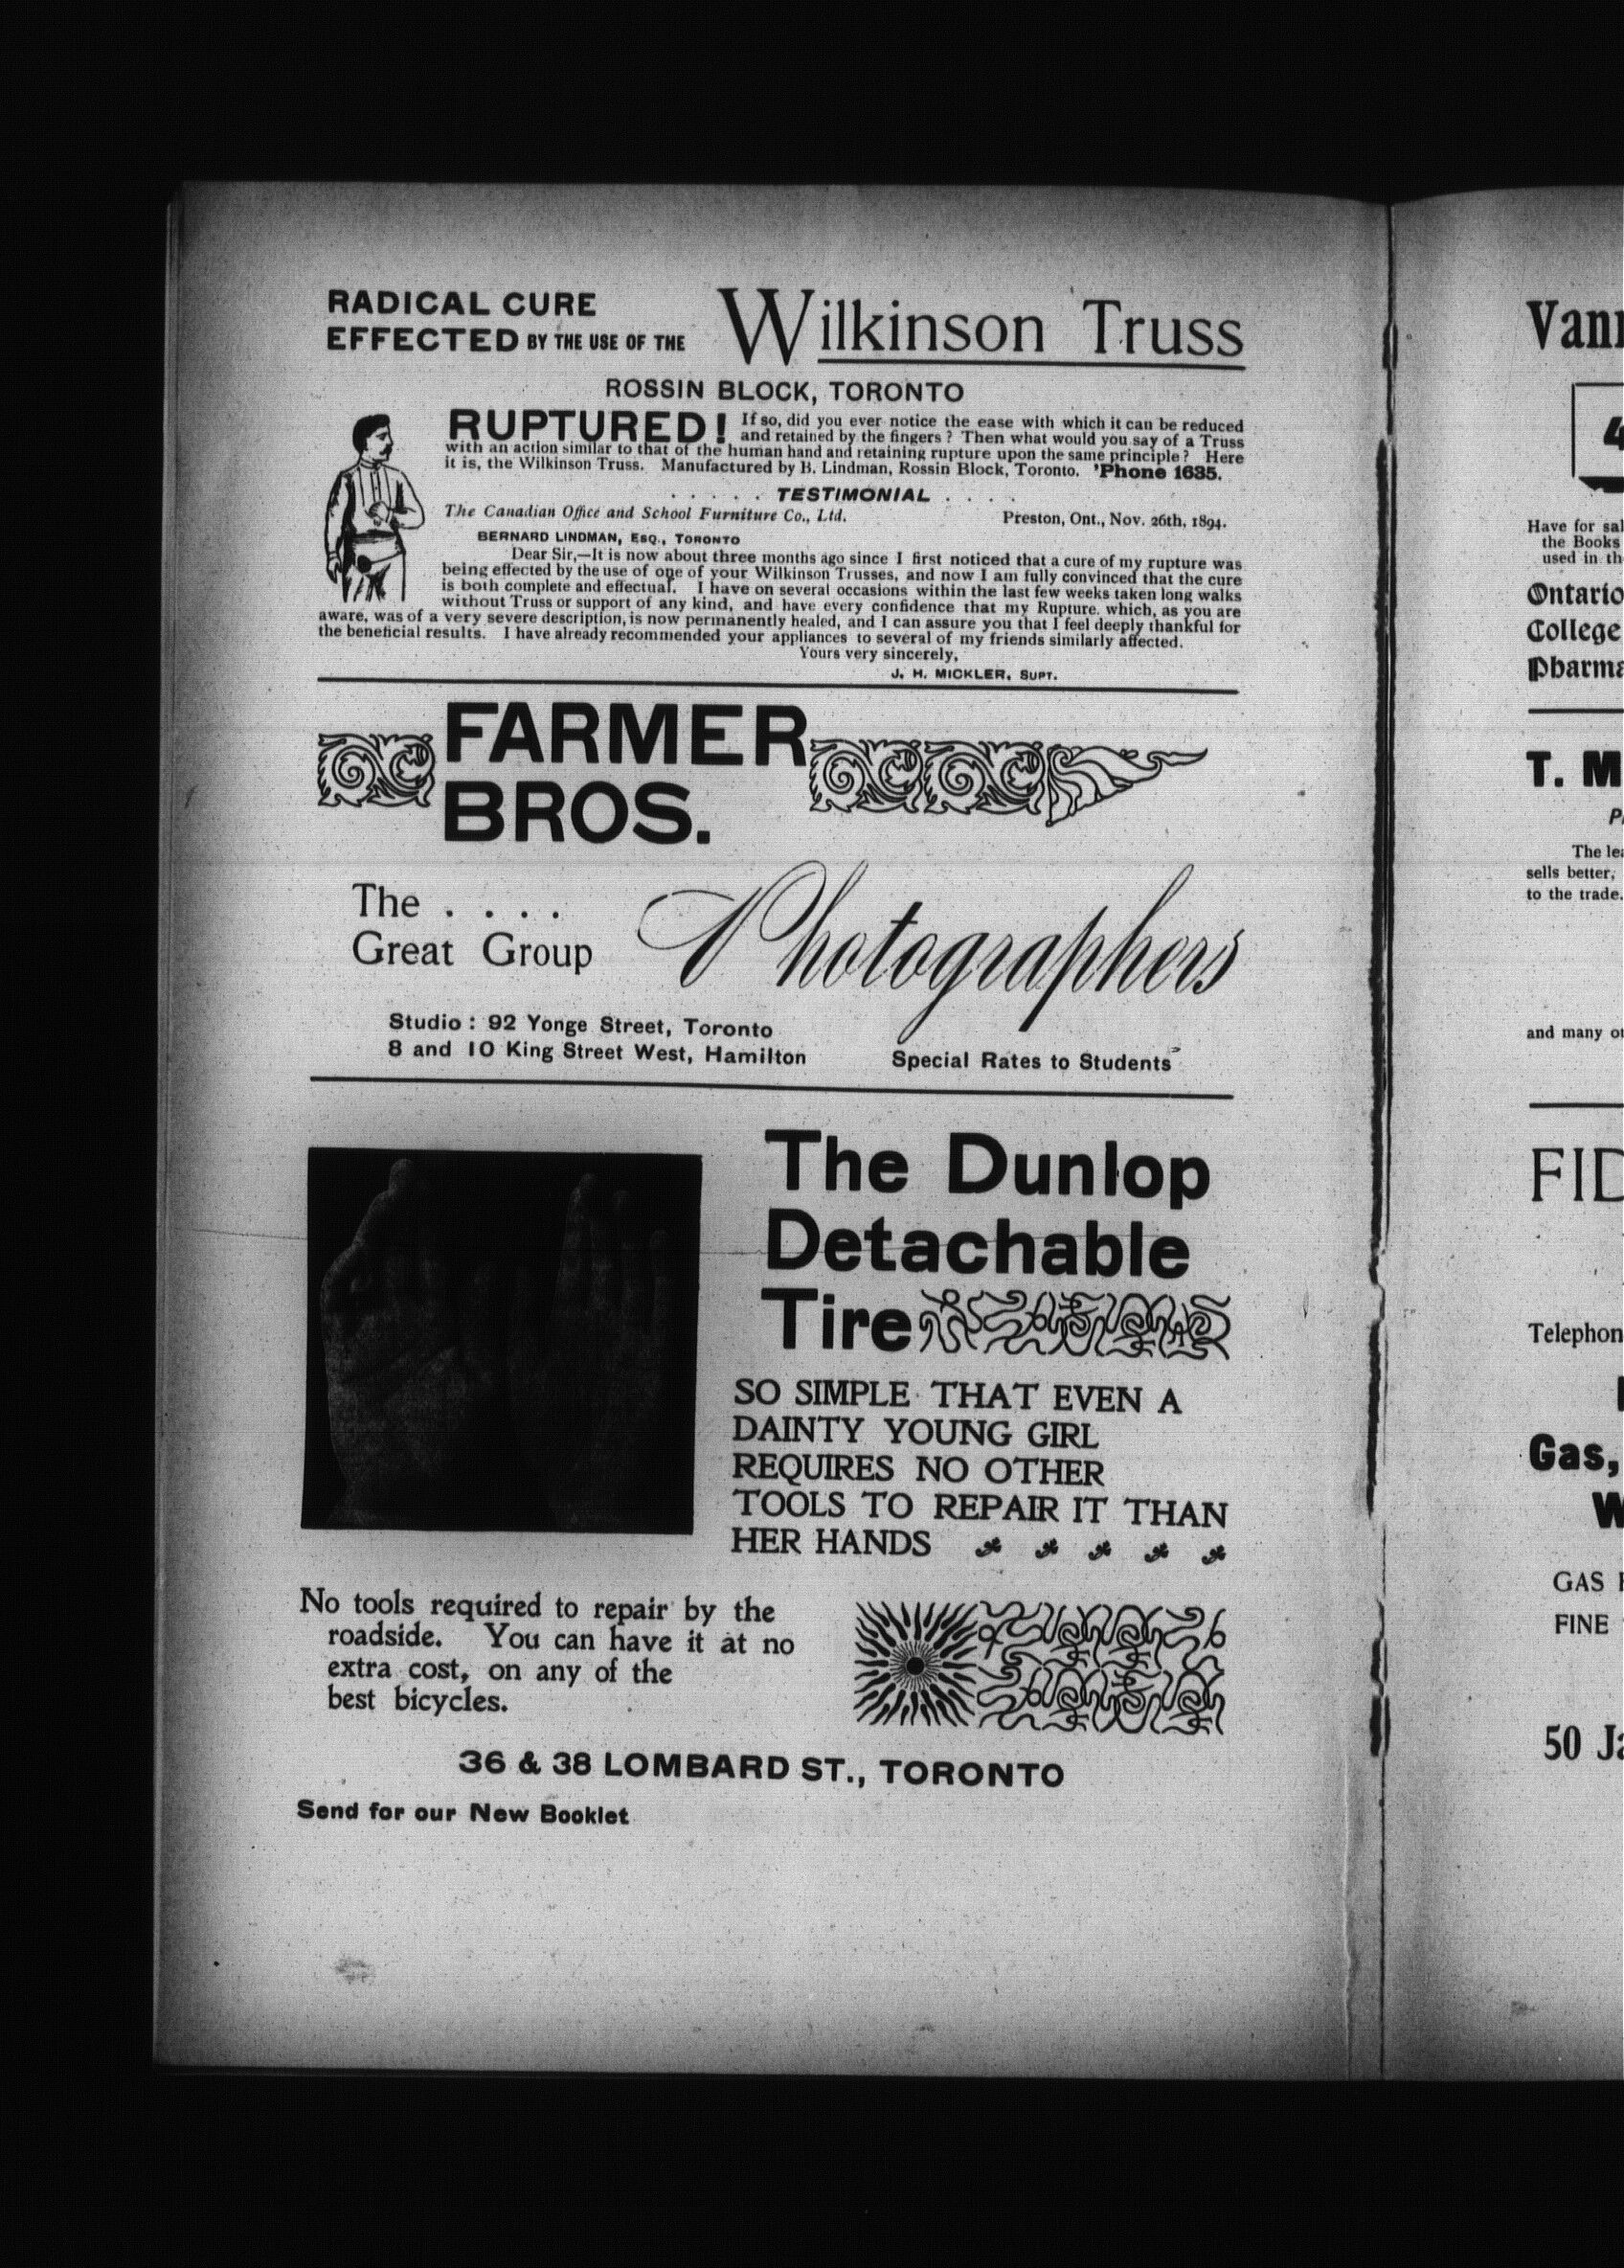 RADICAL CURE
EFFECTED BY THE USE OF THE
Wilkinson Truss
ROSSIN BLOCK, TORONTO
RUPTURED! If so, did you ever notice the ease with which it can be reduced
and retained by the fingers? Then what would you say of a Truss
with an action similar to that of the human hand and retaining rupture upon the same principle? Here
it is, the Wilkinson Truss. Manufactured by B. Lindman, Rossin Block, Toronto. 'Phone 1635.
. . . . . TESTIMONIAL . . . .
The Canadian Office and School Furniture Co., Ltd. Preston, Ont., Nov. 26th, 1894.
BERNARD LINDMAN, ESQ., TORONTO
Dear Sir,—It is now about three months ago since I first noticed that a cure of my rupture was
being effected by the use of one of your Wilkinson Trusses, and now I am fully convinced that the cure
is both complete and effectual. I have on several occasions within the last few weeks taken long walks
without Truss or support of any kind, and have every confidence that my Rupture, which, as you are
aware, was of a very severe description, is now permanently healed, and I can assure you that I feel deeply thankful for
the beneficial results. I have already recommended your appliances to several of my friends similarly affected.
Yours very sincerely,
J. H. MICKLER, SUPT.
FARMER
BROS.
The . . . .
Great Group
Photographers
Studio: 92 Yonge Street, Toronto
8 and 10 King Street West, Hamilton
Special Rates to Students
The Dunlop
Detachable
Tire
SO SIMPLE THAT EVEN A
DAINTY YOUNG GIRL
REQUIRES NO OTHER
TOOLS TO REPAIR IT THAN
HER HANDS
No tools required to repair by the
roadside. You can have it at no
extra cost, on any of the
best bicycles.
36 & 38 LOMBARD ST., TORONTO
Send for our New Booklet
Have for
the Books
used in
Ontario
College
T.
The
sells better,
to the trade.
and many
Gas,
GAS
FINE
50